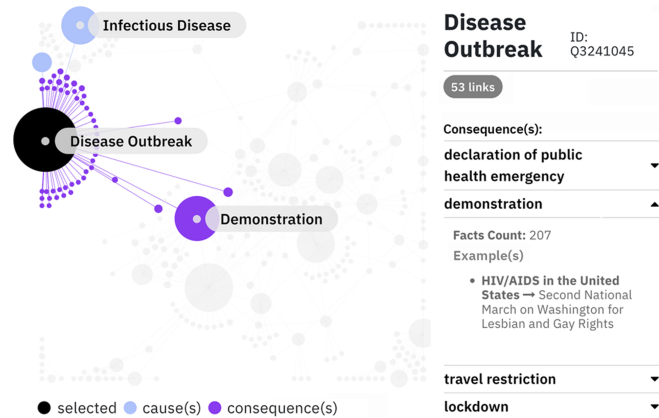 Infectious Disease
Disease Outbreak
Demonstration
selected cause(s) consequence(s)
Disease
Outbreak
ID:
Q3241045
53 links
Consequence(s):
declaration of public
health emergency
demonstration
Facts Count: 207
Example(s)
• HIV/AIDS in the United
States → Second National
March on Washington for
Lesbian and Gay Rights
travel restriction
lockdown